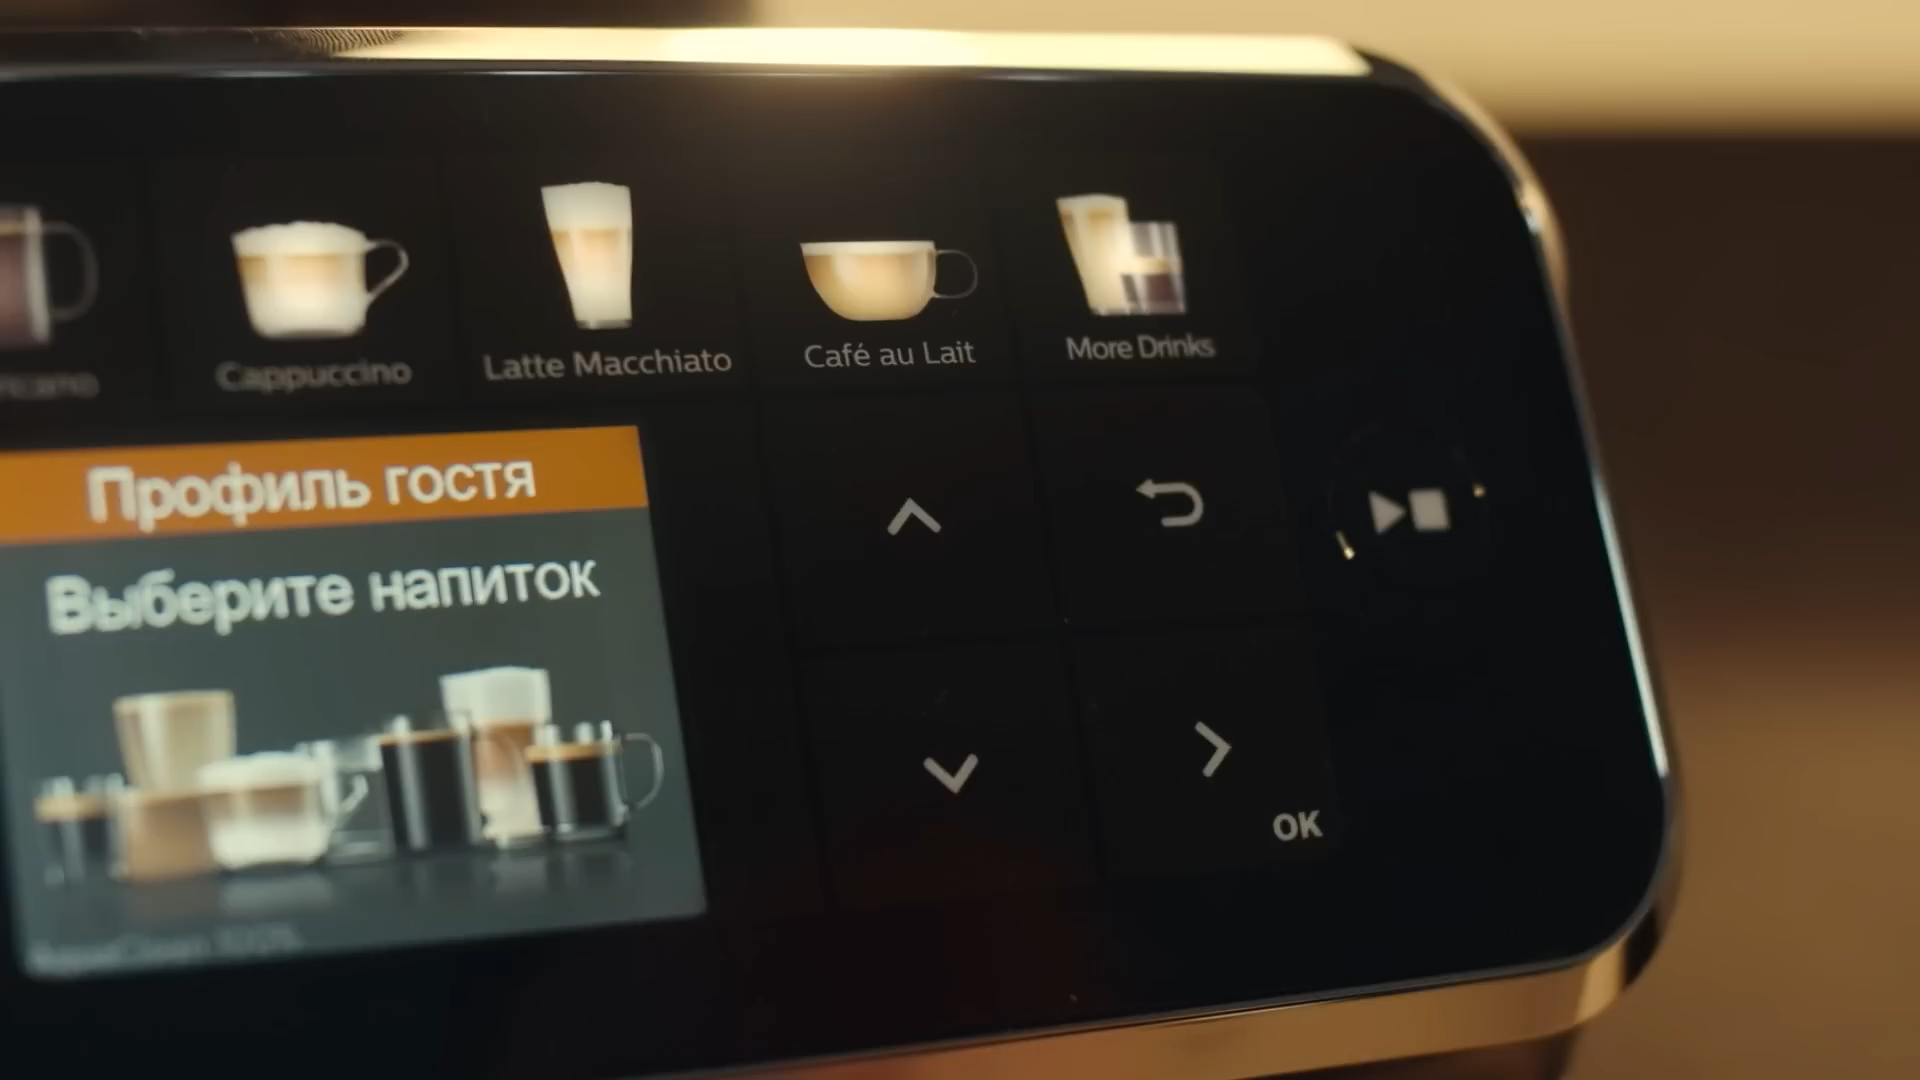 Cappuccino
Latte Macchiato
Café au Lait
More Drinks
Профиль гостя
Выберите напиток
OK